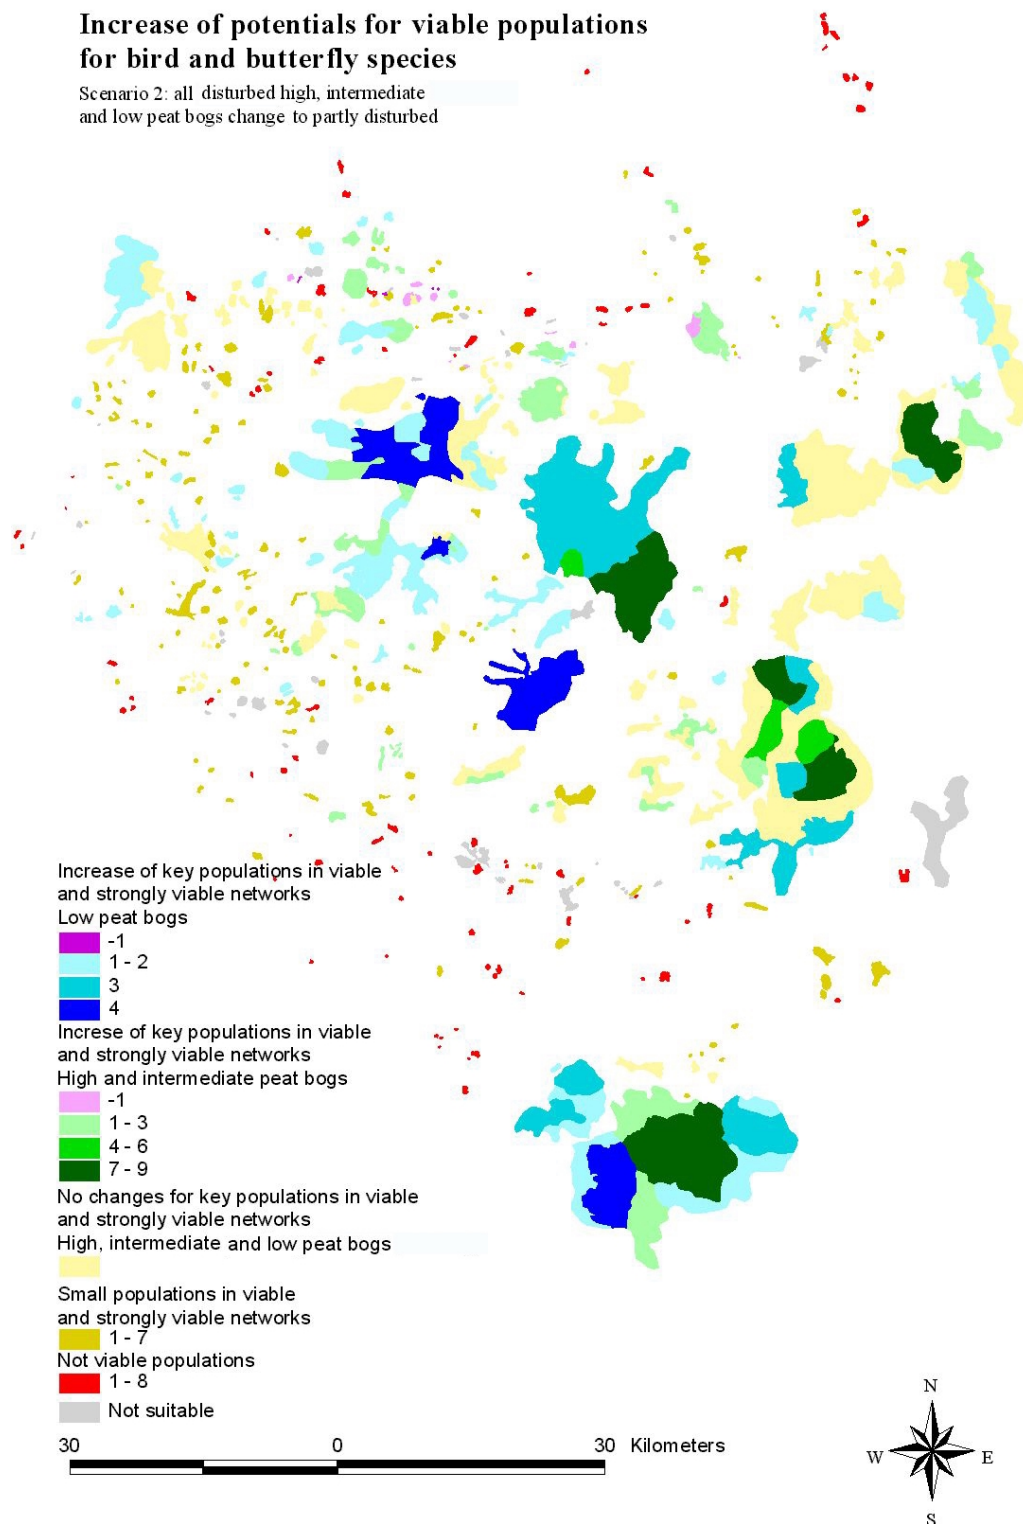 Increase of potentials for viable populations
for bird and butterfly species
Scenario 2: all disturbed high, intermediate
and low peat bogs change to partly disturbed
Increase of key populations in viable
and strongly viable networks
Low peat bogs
-1
1 - 2
3
4
Increse of key populations in viable
and strongly viable networks
High and intermediate peat bogs
-1
1 - 3
4 - 6
7 - 9
No changes for key populations in viable
and strongly viable networks
High, intermediate and low peat bogs
Small populations in viable
and strongly viable networks
1 - 7
Not viable populations
1 - 8
Not suitable
30 0 30 Kilometers
N
W E
S